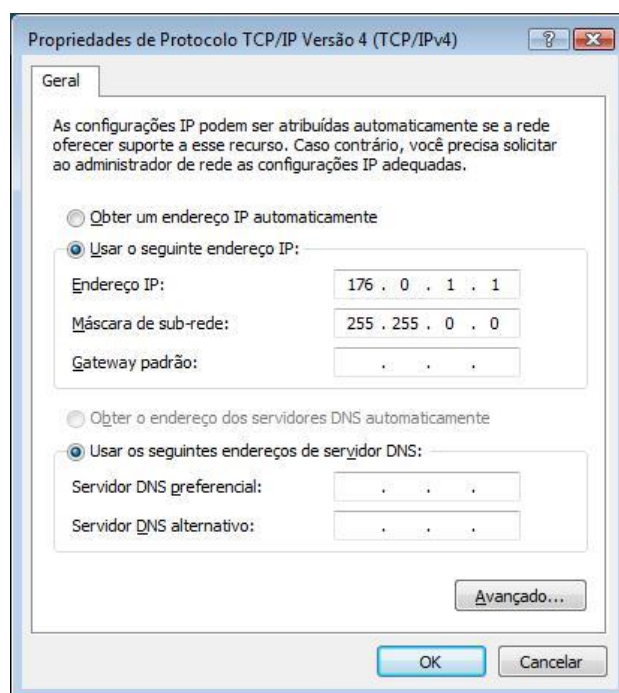 Propriedades de Protocolo TCP/IP Versão 4 (TCP/IPv4)
Geral
As configurações IP podem ser atribuídas automaticamente se a rede
oferecer suporte a esse recurso. Caso contrário, você precisa solicitar
ao administrador de rede as configurações IP adequadas.
Obter um endereço IP automaticamente
Usar o seguinte endereço IP:
Endereço IP: 176 . 0 . 1 . 1
Máscara de sub-rede: 255 . 255 . 0 . 0
Gateway padrão: . . .
Obter o endereço dos servidores DNS automaticamente
Usar os seguintes endereços de servidor DNS:
Servidor DNS preferencial: . . .
Servidor DNS alternativo: . . .
Avançado...
OK Cancelar